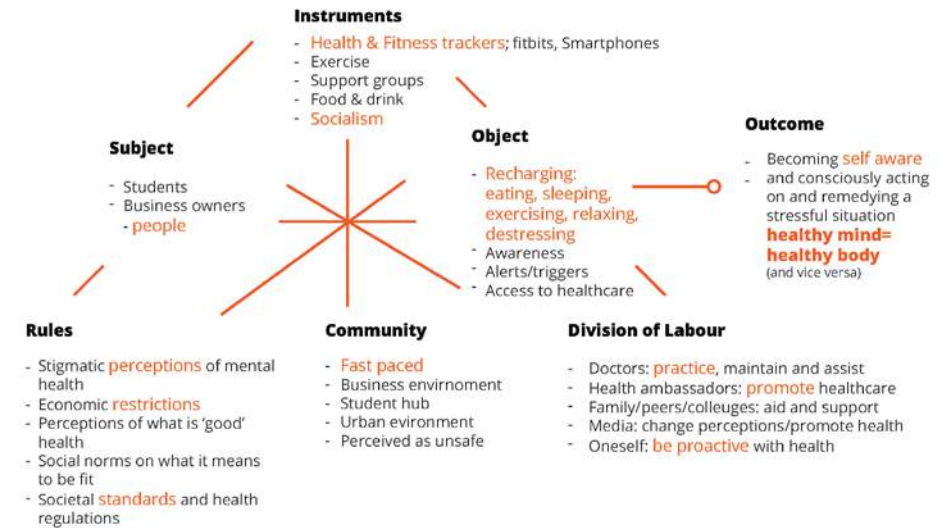 Instruments
- Health & Fitness trackers; fitbits, Smartphones
- Exercise
- Support groups
- Food & drink
- Socialism
Subject
- Students
- Business owners
- people
Object
- Recharging:
eating, sleeping,
exercising, relaxing,
destressing
- Awareness
- Alerts/triggers
- Access to healthcare
Outcome
- Becoming self aware
- and consciously acting
on and remedying a
stressful situation
healthy mind=
healthy body
(and vice versa)
Rules
- Stigmatic perceptions of mental
health
- Economic restrictions
- Perceptions of what is ‘good’
health
- Social norms on what it means
to be fit
- Societal standards and health
regulations
Community
- Fast paced
- Business envirnoment
- Student hub
- Urban evironment
- Perceived as unsafe
Division of Labour
- Doctors: practice, maintain and assist
- Health ambassadors: promote healthcare
- Family/peers/colleuges: aid and support
- Media: change perceptions/promote health
- Oneself: be proactive with health